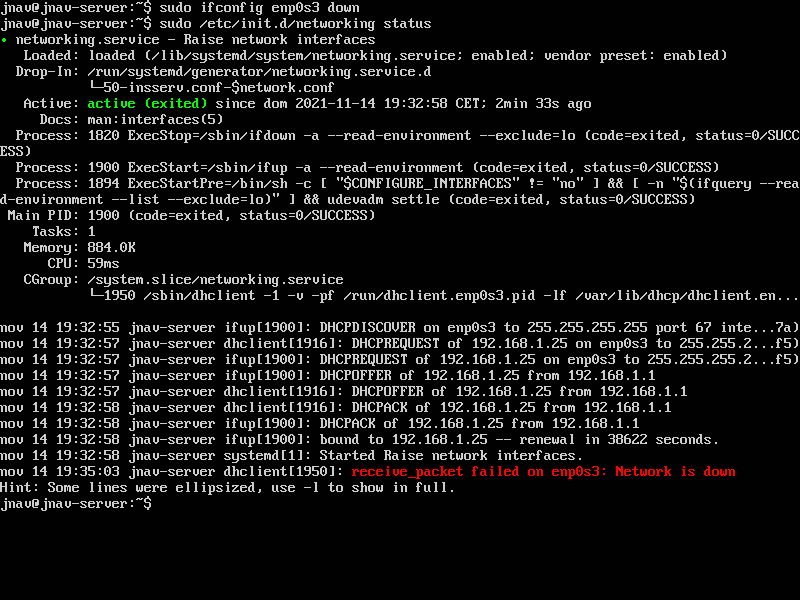 jnav@jnav-server:~$ sudo ifconfig enp0s3 down
jnav@jnav-server:~$ sudo /etc/init.d/networking status
• networking.service - Raise network interfaces
   Loaded: loaded (/lib/systemd/system/networking.service; enabled; vendor preset: enabled)
  Drop-In: /run/systemd/generator/networking.service.d
           └─50-insserv.conf-$network.conf
   Active: active (exited) since dom 2021-11-14 19:32:58 CET; 2min 33s ago
     Docs: man:interfaces(5)
  Process: 1820 ExecStop=/sbin/ifdown -a --read-environment --exclude=lo (code=exited, status=0/SUCC
ESS)
  Process: 1900 ExecStart=/sbin/ifup -a --read-environment (code=exited, status=0/SUCCESS)
  Process: 1894 ExecStartPre=/bin/sh -c [ "$CONFIGURE_INTERFACES" != "no" ] && [ -n "$(ifquery --rea
d-environment --list --exclude=lo)" ] && udevadm settle (code=exited, status=0/SUCCESS)
 Main PID: 1900 (code=exited, status=0/SUCCESS)
    Tasks: 1
   Memory: 884.0K
      CPU: 59ms
   CGroup: /system.slice/networking.service
           └─1950 /sbin/dhclient -1 -v -pf /run/dhclient.enp0s3.pid -lf /var/lib/dhcp/dhclient.en...
nov 14 19:32:55 jnav-server ifup[1900]: DHCPDISCOVER on enp0s3 to 255.255.255.255 port 67 inte...7a)
nov 14 19:32:57 jnav-server dhclient[1916]: DHCPREQUEST of 192.168.1.25 on enp0s3 to 255.255.2...f5)
nov 14 19:32:57 jnav-server ifup[1900]: DHCPREQUEST of 192.168.1.25 on enp0s3 to 255.255.255.2...f5)
nov 14 19:32:57 jnav-server ifup[1900]: DHCPOFFER of 192.168.1.25 from 192.168.1.1
nov 14 19:32:57 jnav-server dhclient[1916]: DHCPOFFER of 192.168.1.25 from 192.168.1.1
nov 14 19:32:58 jnav-server dhclient[1916]: DHCPACK of 192.168.1.25 from 192.168.1.1
nov 14 19:32:58 jnav-server ifup[1900]: DHCPACK of 192.168.1.25 from 192.168.1.1
nov 14 19:32:58 jnav-server ifup[1900]: bound to 192.168.1.25 -- renewal in 38622 seconds.
nov 14 19:32:58 jnav-server systemd[1]: Started Raise network interfaces.
nov 14 19:35:03 jnav-server dhclient[1950]: receive_packet failed on enp0s3: Network is down
Hint: Some lines were ellipsized, use -l to show in full.
jnav@jnav-server:~$